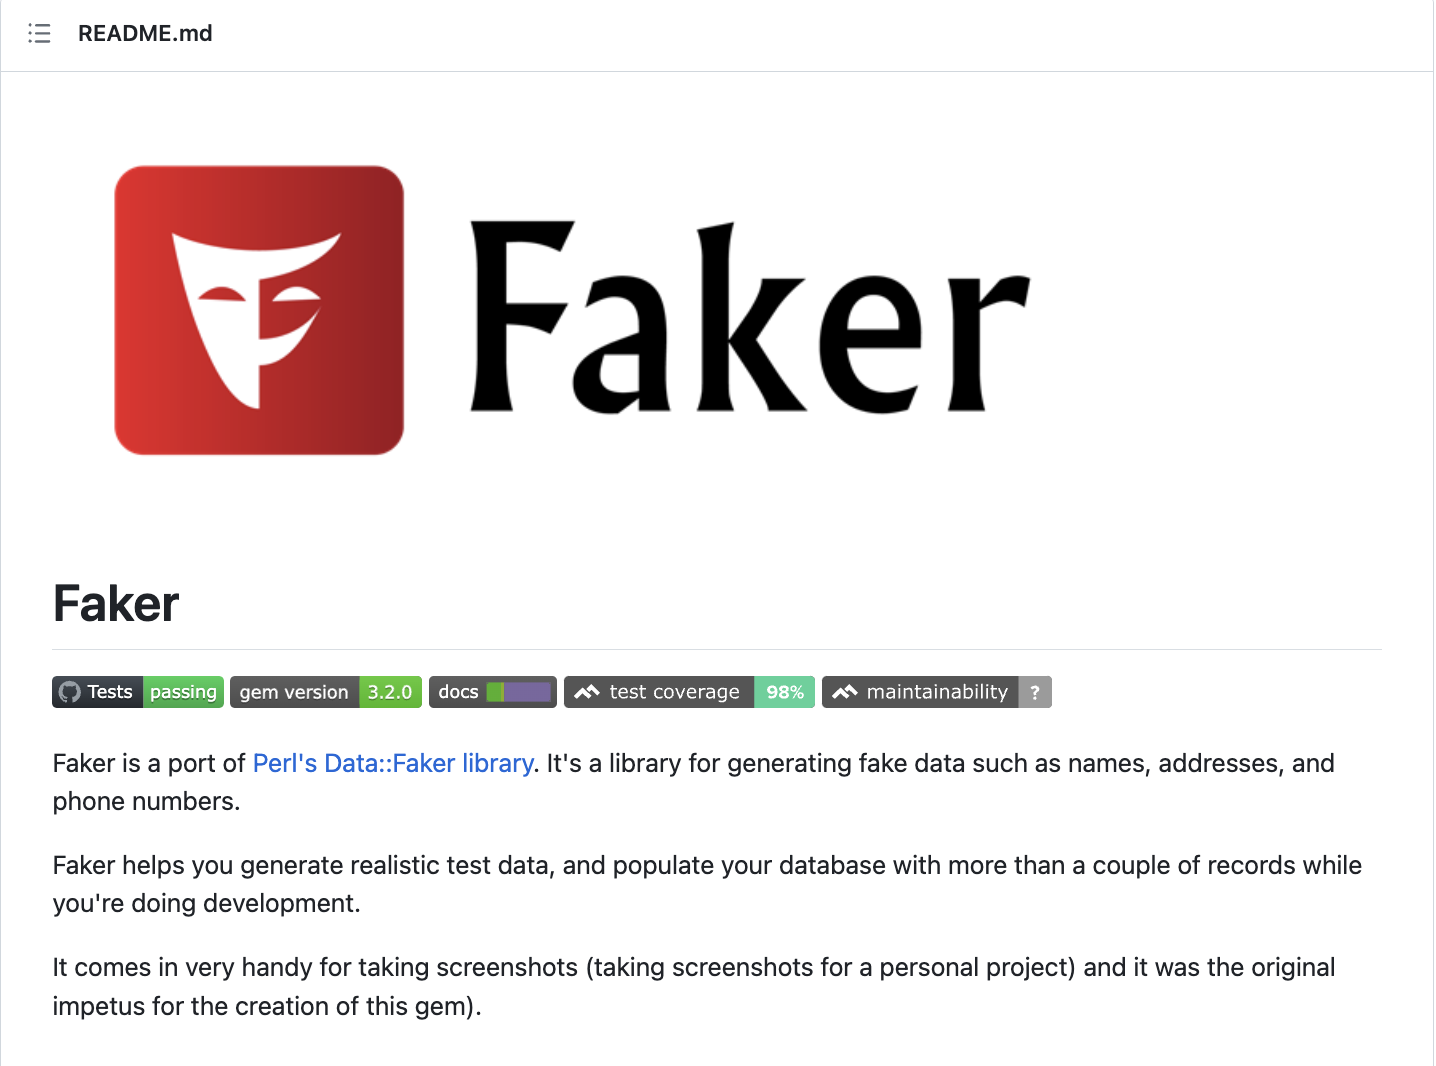 README.md
Faker
Faker
Tests passing gem version 3.2.0 docs test coverage 98% maintainability ?
Faker is a port of Perl's Data::Faker library. It's a library for generating fake data such as names, addresses, and
phone numbers.
Faker helps you generate realistic test data, and populate your database with more than a couple of records while
you're doing development.
It comes in very handy for taking screenshots (taking screenshots for a personal project) and it was the original
impetus for the creation of this gem).